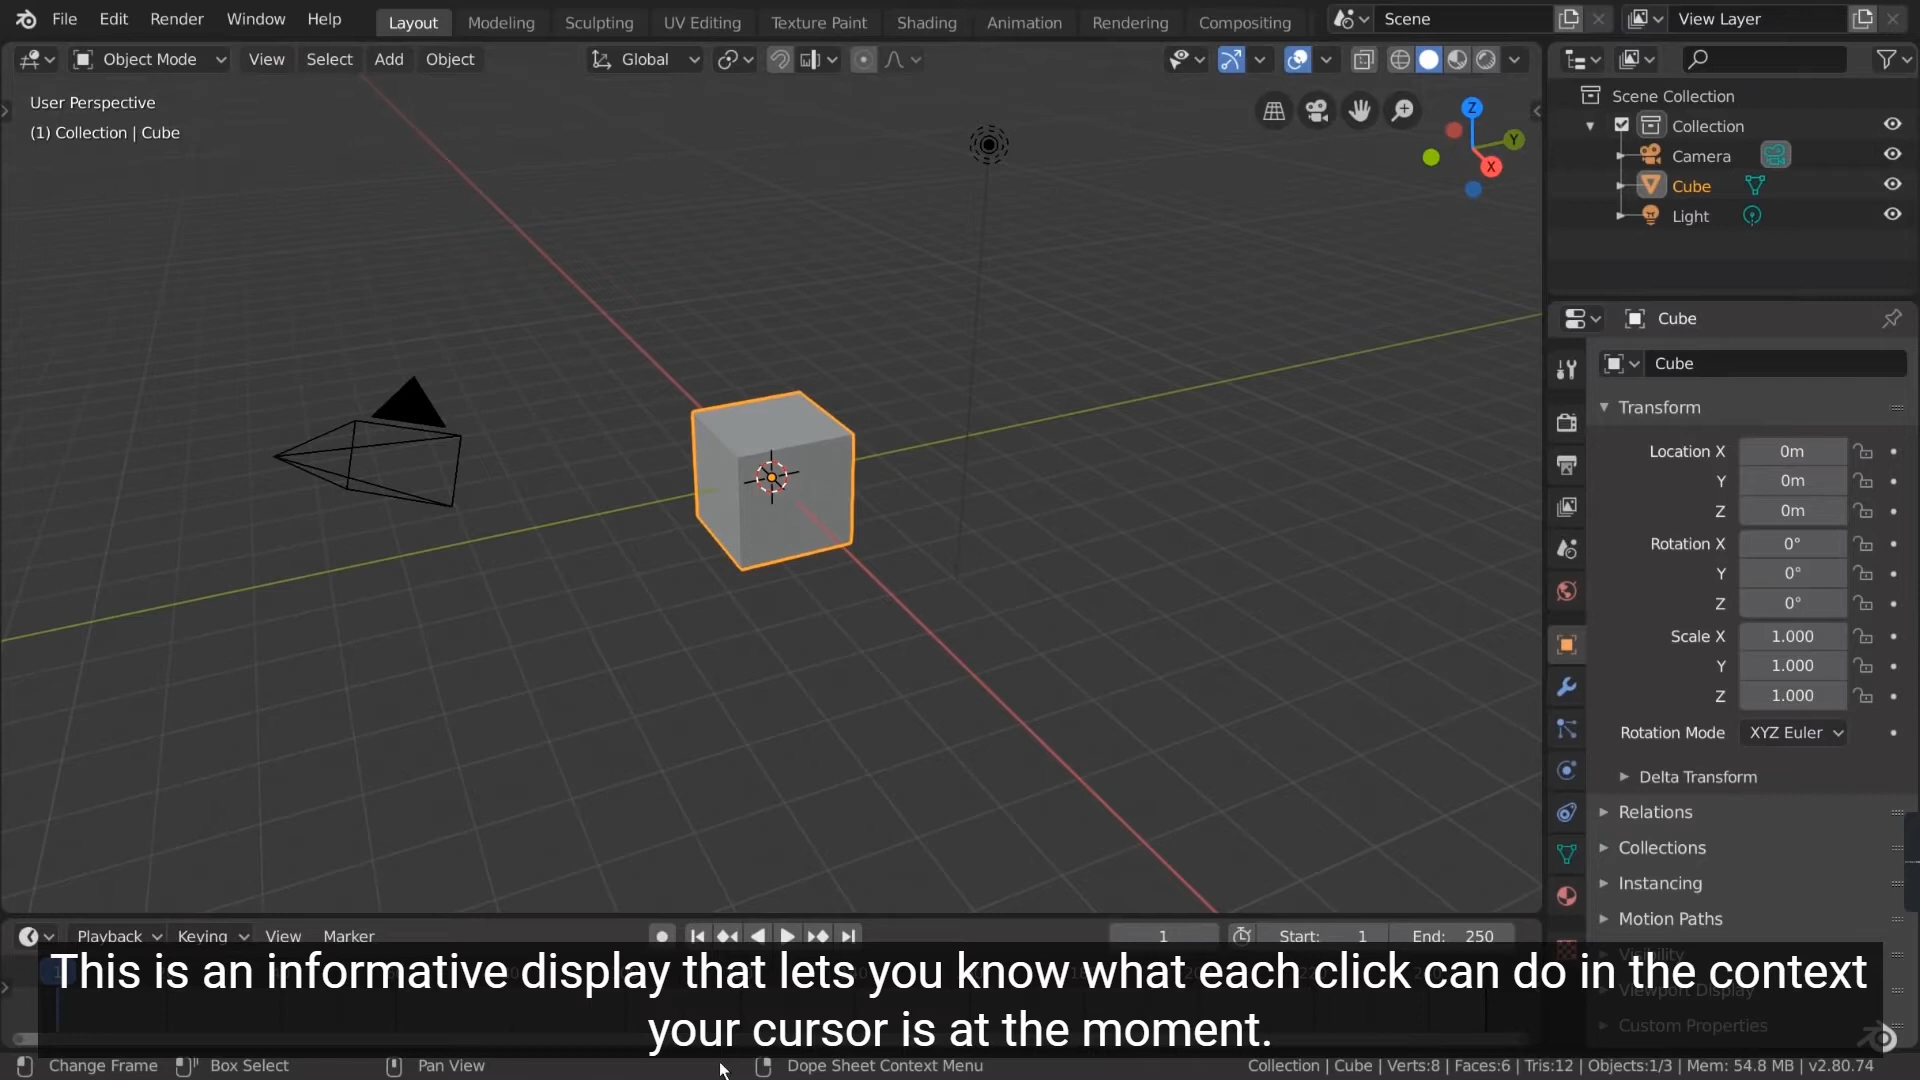 File Edit Render Window Help Layout Modeling Sculpting UV Editing Texture Paint Shading Animation Rendering Compositing Scene View Layer
Object Mode View Select Add Object Global
User Perspective
(1) Collection | Cube
Z
Y
X
Scene Collection
Collection
Camera
Cube
Light
Cube
Cube
Transform
Location X 0m
Y 0m
Z 0m
Rotation X 0°
Y 0°
Z 0°
Scale X 1.000
Y 1.000
Z 1.000
Rotation Mode XYZ Euler
Delta Transform
Relations
Collections
Instancing
Motion Paths
Visibility
Viewport Display
Custom Properties
Playback Keying View Marker 1 Start: 1 End: 250
This is an informative display that lets you know what each click can do in the context
your cursor is at the moment.
Change Frame Box Select Pan View Dope Sheet Context Menu Collection | Cube | Verts:8 | Faces:6 | Tris:12 | Objects:1/3 | Mem: 54.8 MB | v2.80.74